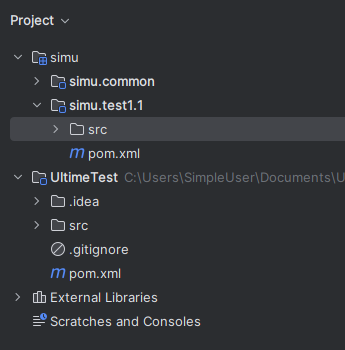 Project
simu
simu.common
simu.test1.1
src
pom.xml
UltimeTest C:\Users\SimpleUser\Documents\U
.idea
src
.gitignore
pom.xml
External Libraries
Scratches and Consoles